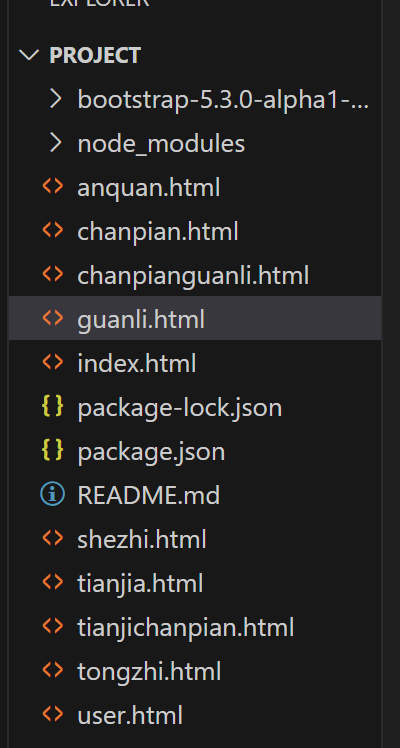 EXPLORER
PROJECT
bootstrap-5.3.0-alpha1-...
node_modules
anquan.html
chanpian.html
chanpianguanli.html
guanli.html
index.html
package-lock.json
package.json
README.md
shezhi.html
tianjia.html
tianjichanpian.html
tongzhi.html
user.html